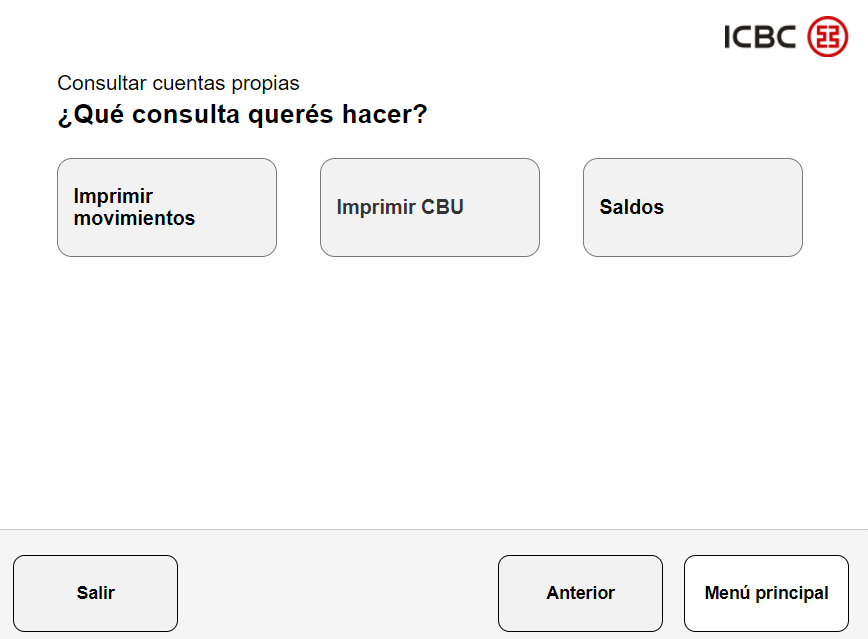 ICBC
Consultar cuentas propias
¿Qué consulta querés hacer?
Imprimir
movimientos
Imprimir CBU
Saldos
Salir
Anterior
Menú principal